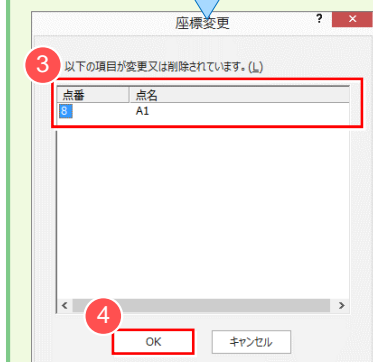 座標変更 ? ×
3
以下の項目が変更又は削除されています。(L)
点番 点名
8 A1
< >
4
OK キャンセル